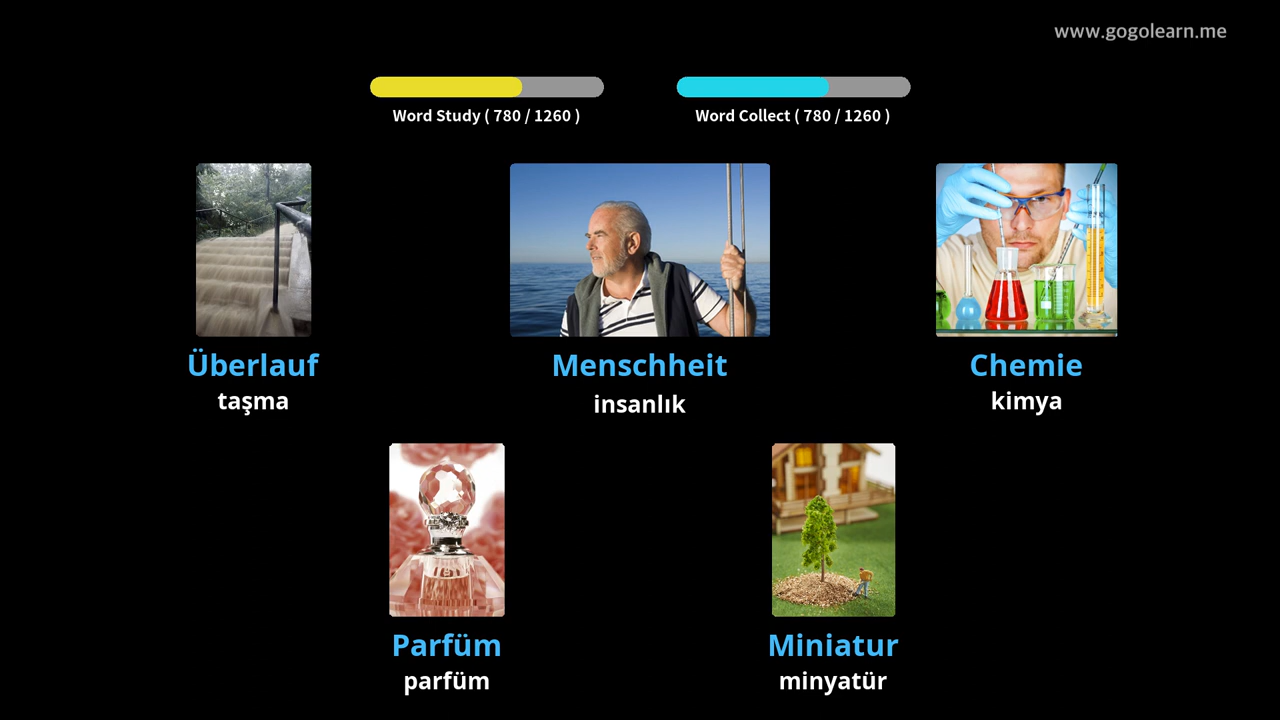 www.gogolearn.me
Word Study ( 780 / 1260 )
Word Collect ( 780 / 1260 )
Überlauf
taşma
Menschheit
insanlık
Chemie
kimya
Parfüm
parfüm
Miniatur
minyatür